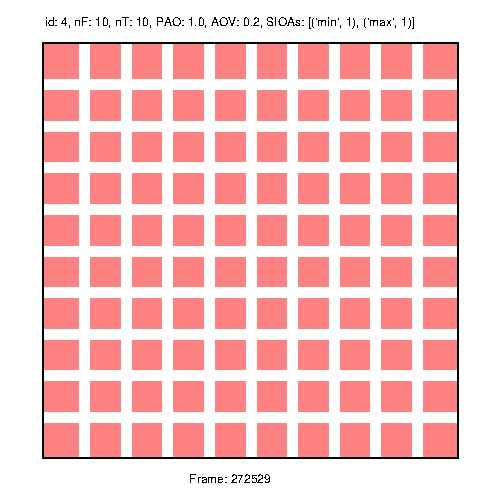 id: 4, nF: 10, nT: 10, PAO: 1.0, AOV: 0.2, SIOAs: [('min', 1), ('max', 1)]
Frame: 272529